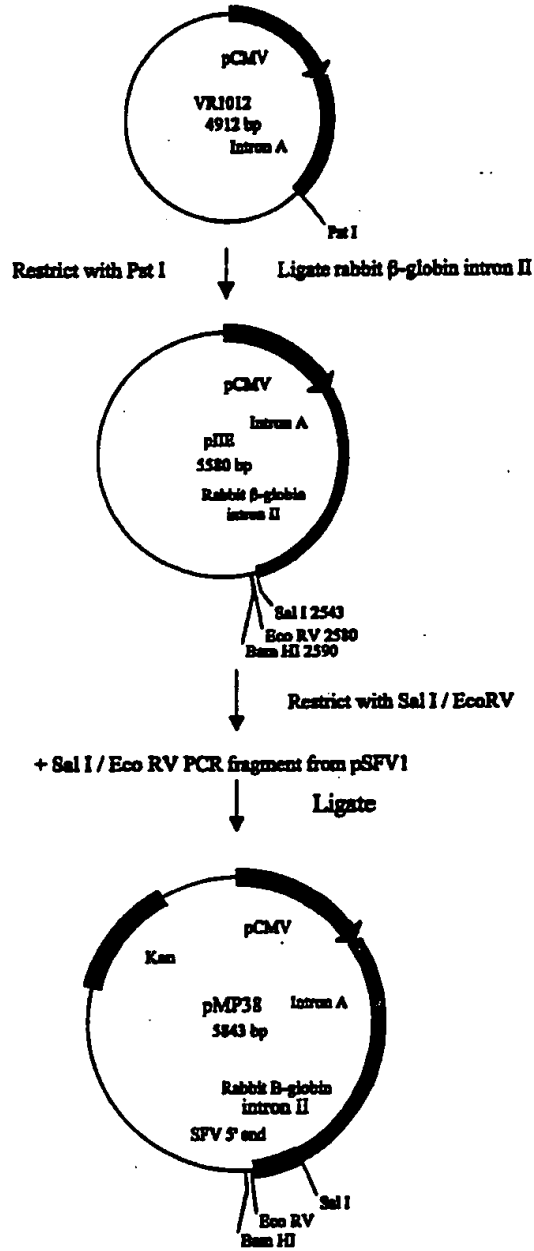 pCMV
VR1012
4912 bp
Intron A
Pst I
Restrict with Pst I
Ligate rabbit β-globin intron II
pCMV
Intron A
pIIE
5580 bp
Rabbit β-globin
intron II
Sal I 2543
Eco RV 2580
Bam HI 2590
Restrict with Sal I / EcoRV
+ Sal I / Eco RV PCR fragment from pSFV1
Ligate
pCMV
Kan
Intron A
pMP38
5843 bp
Rabbit B-globin
intron II
SFV 5' end
Sal I
Eco RV
Bam HI